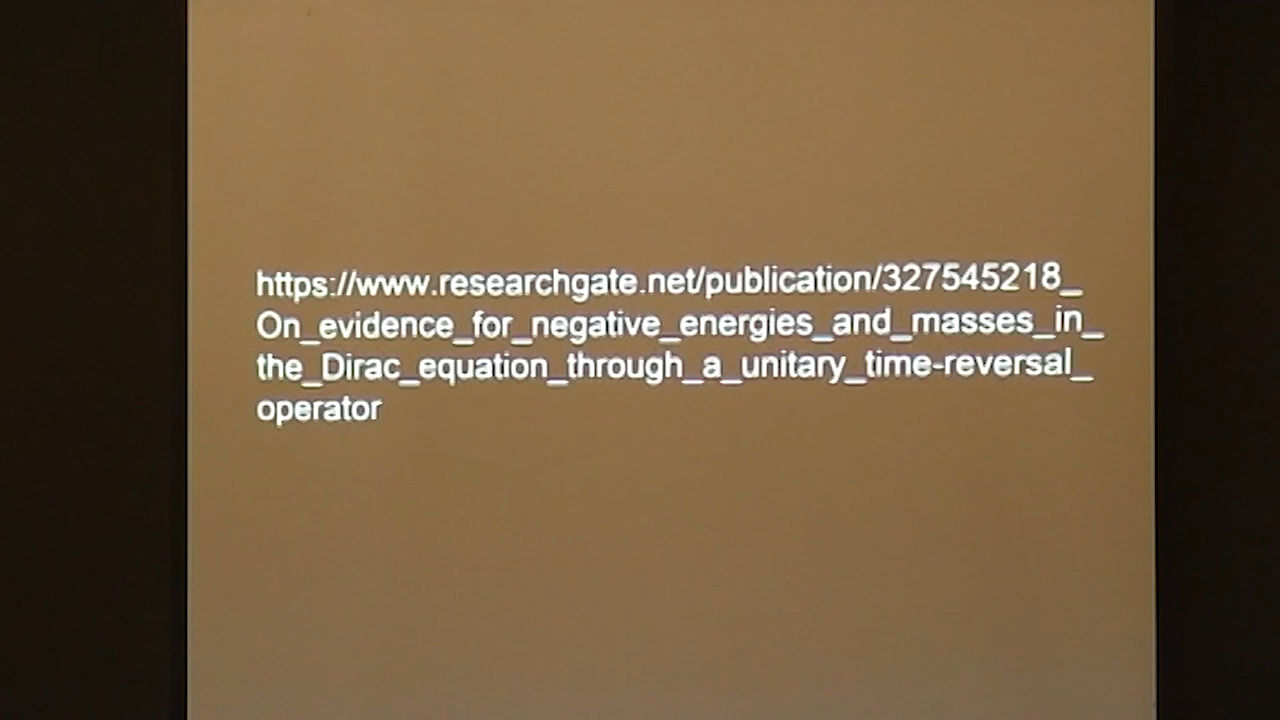 https://www.researchgate.net/publication/327545218_
On_evidence_for_negative_energies_and_masses_in_
the_Dirac_equation_through_a_unitary_time-reversal_
operator